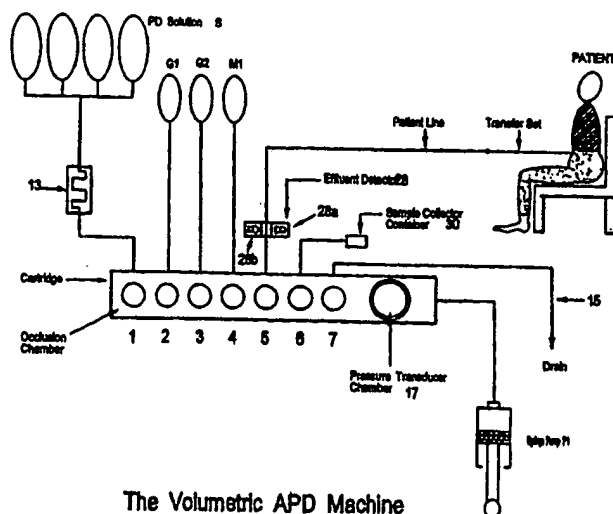 PD Solution S
G1
G2
M1
PATIENT
Patient Line
Transfer Set
13
Effluent Detector28
28a
Sample Collector
Container 30
28b
Cartridge
15
Occlusion
Chamber
1 2 3 4 5 6 7
Pressure Transducer
Chamber 17
Drain
The Volumetric APD Machine